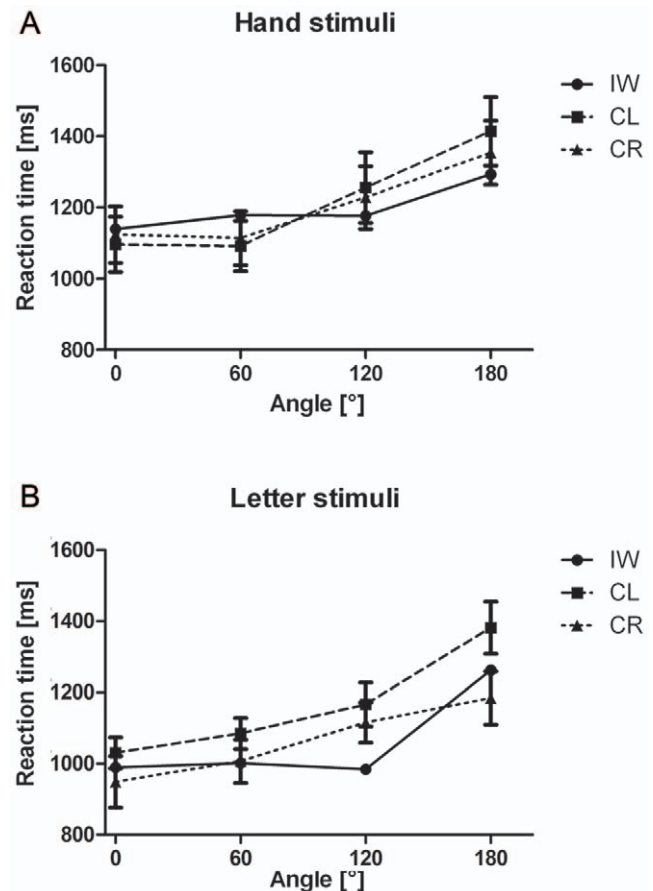 A
Hand stimuli
1600
1400
1200
1000
800
Reaction time [ms]
0 60 120 180
Angle [°]
IW
CL
CR
B
Letter stimuli
1600
1400
1200
1000
800
Reaction time [ms]
0 60 120 180
Angle [°]
IW
CL
CR